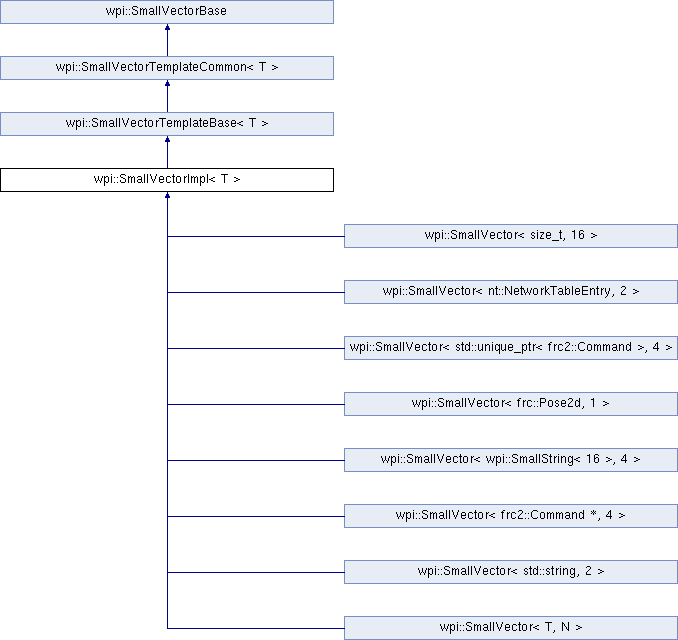 wpi::SmallVectorBase
wpi::SmallVectorTemplateCommon< T >
wpi::SmallVectorTemplateBase< T >
wpi::SmallVectorImpl< T >
wpi::SmallVector< size_t, 16 >
wpi::SmallVector< nt::NetworkTableEntry, 2 >
wpi::SmallVector< std::unique_ptr< frc2::Command >, 4 >
wpi::SmallVector< frc::Pose2d, 1 >
wpi::SmallVector< wpi::SmallString< 16 >, 4 >
wpi::SmallVector< frc2::Command *, 4 >
wpi::SmallVector< std::string, 2 >
wpi::SmallVector< T, N >